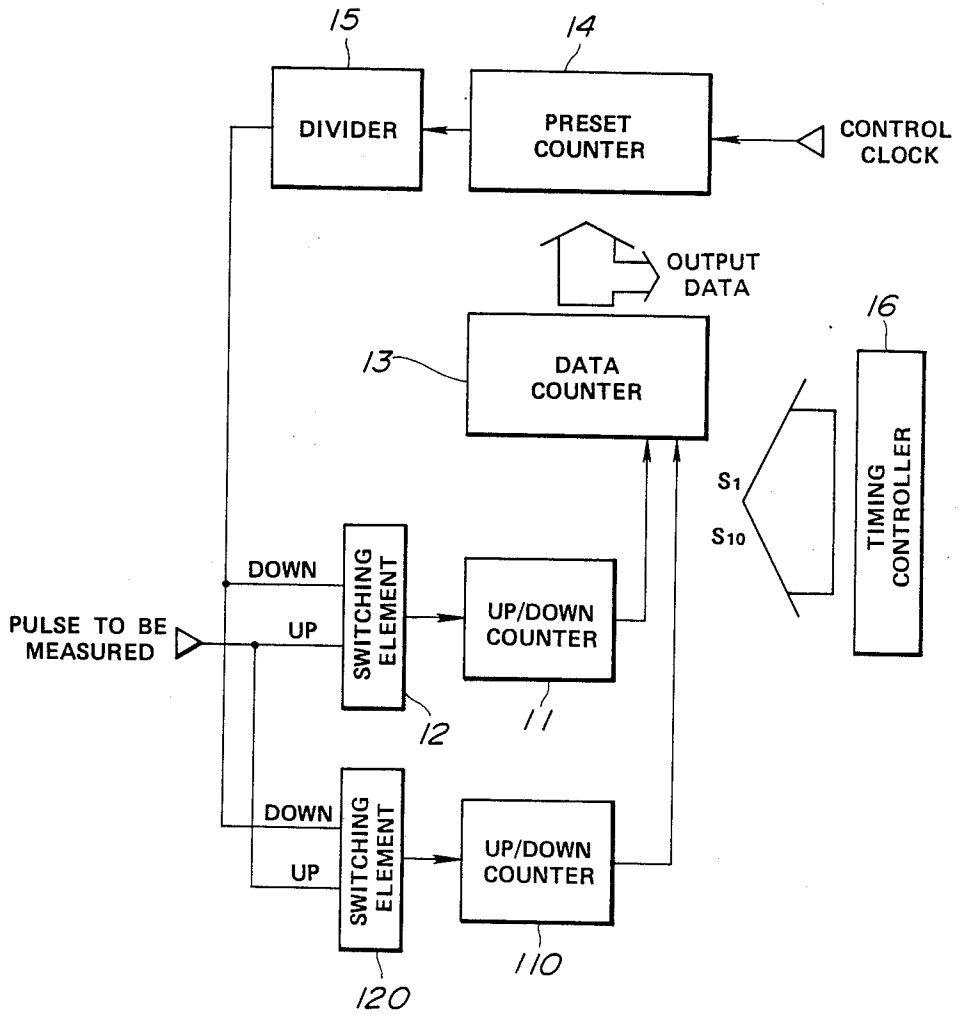 15
14
DIVIDER
PRESET
COUNTER
CONTROL
CLOCK
OUTPUT
DATA
16
13
DATA
COUNTER
S1
S10
TIMING
CONTROLLER
DOWN
UP
PULSE TO BE
MEASURED
SWITCHING
ELEMENT
UP/DOWN
COUNTER
12
11
DOWN
UP
SWITCHING
ELEMENT
UP/DOWN
COUNTER
120
110